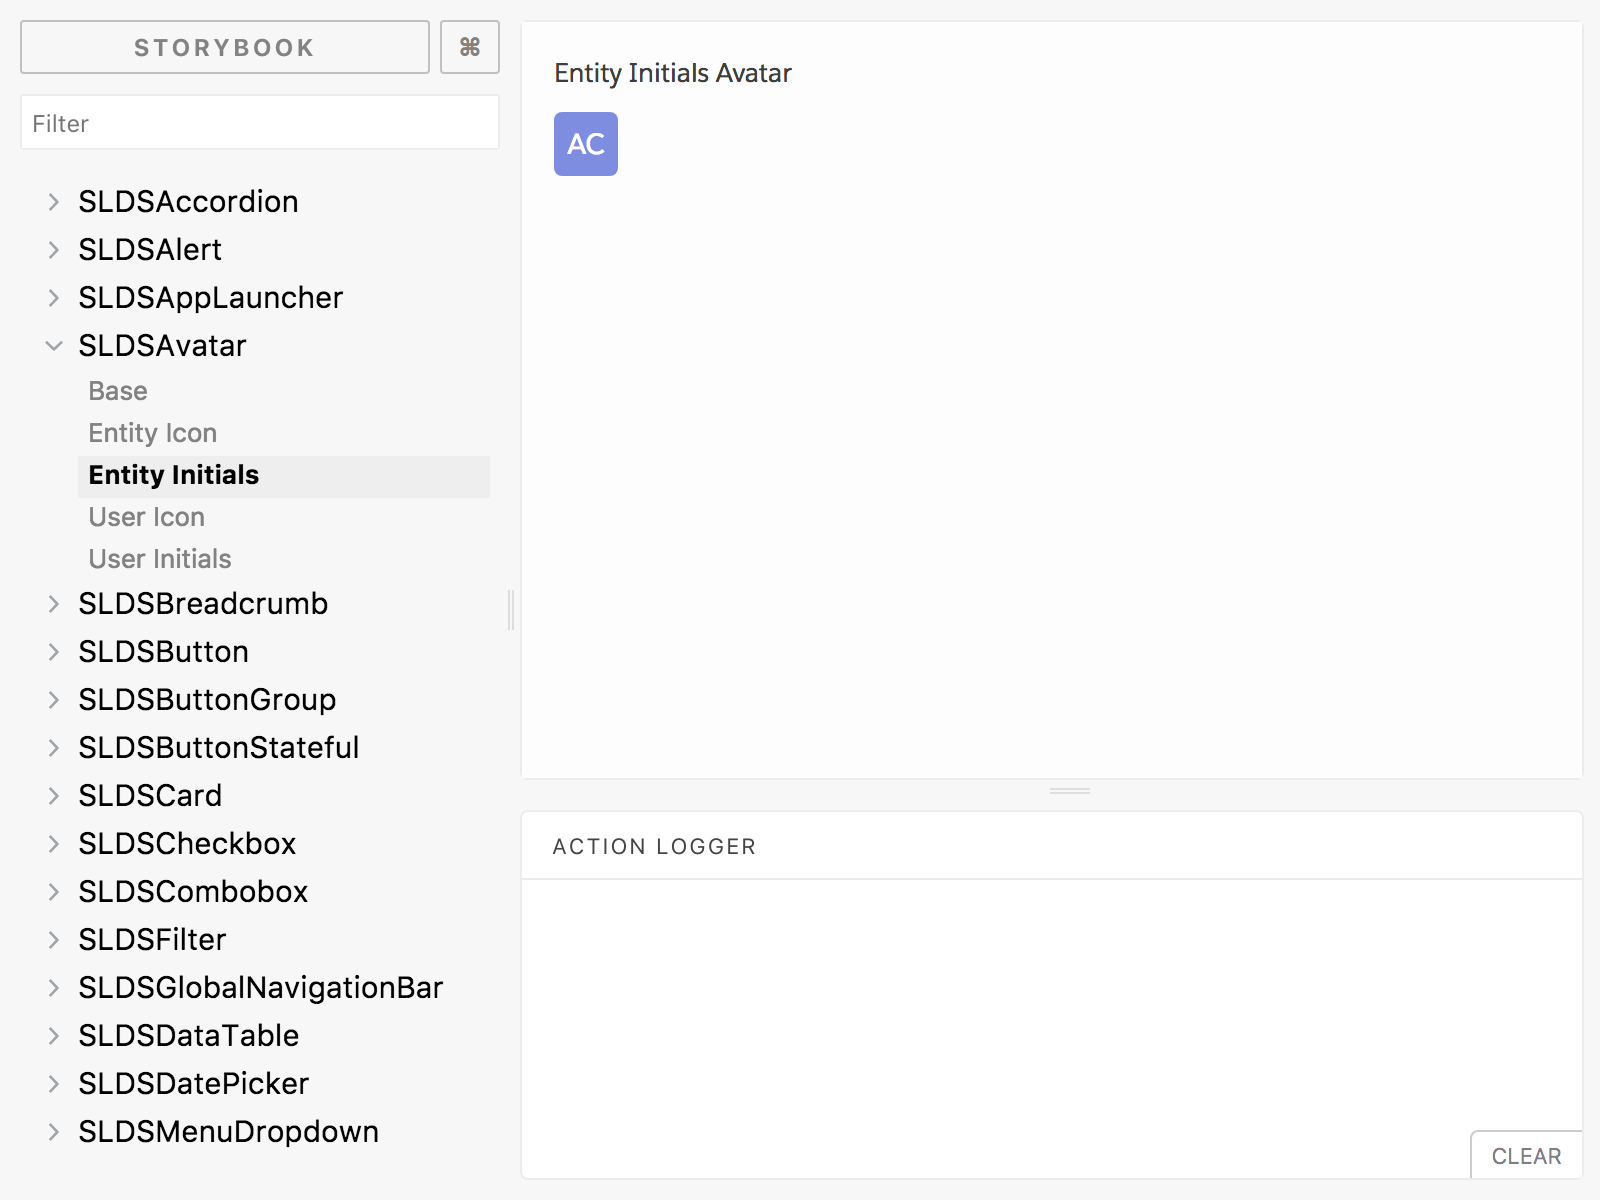 STORYBOOK
⌘
Filter
SLDSAccordion
SLDSAlert
SLDSAppLauncher
SLDSAvatar
Base
Entity Icon
Entity Initials
User Icon
User Initials
SLDSBreadcrumb
SLDSButton
SLDSButtonGroup
SLDSButtonStateful
SLDSCard
SLDSCheckbox
SLDSCombobox
SLDSFilter
SLDSGlobalNavigationBar
SLDSDataTable
SLDSDatePicker
SLDSMenuDropdown
Entity Initials Avatar
AC
ACTION LOGGER
CLEAR